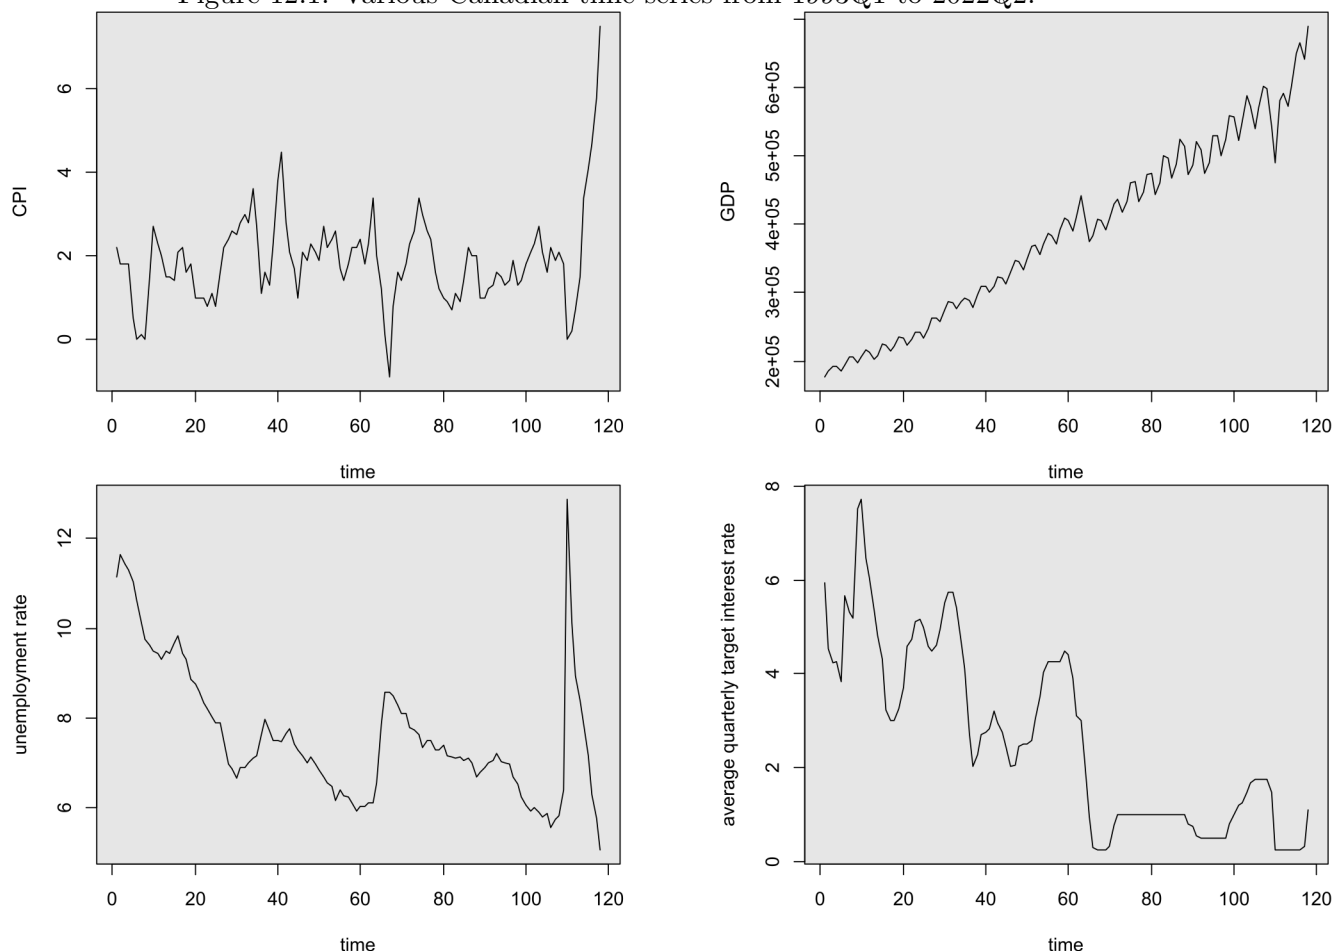 Figure 12.1: Various Canadian time series from 1993Q1 to 2022Q2.
CPI
0 2 4 6
0 20 40 60 80 100 120
time
GDP
2e+05 3e+05 4e+05 5e+05 6e+05
0 20 40 60 80 100 120
time
unemployment rate
6 8 10 12
0 20 40 60 80 100 120
time
average quarterly target interest rate
0 2 4 6 8
0 20 40 60 80 100 120
time